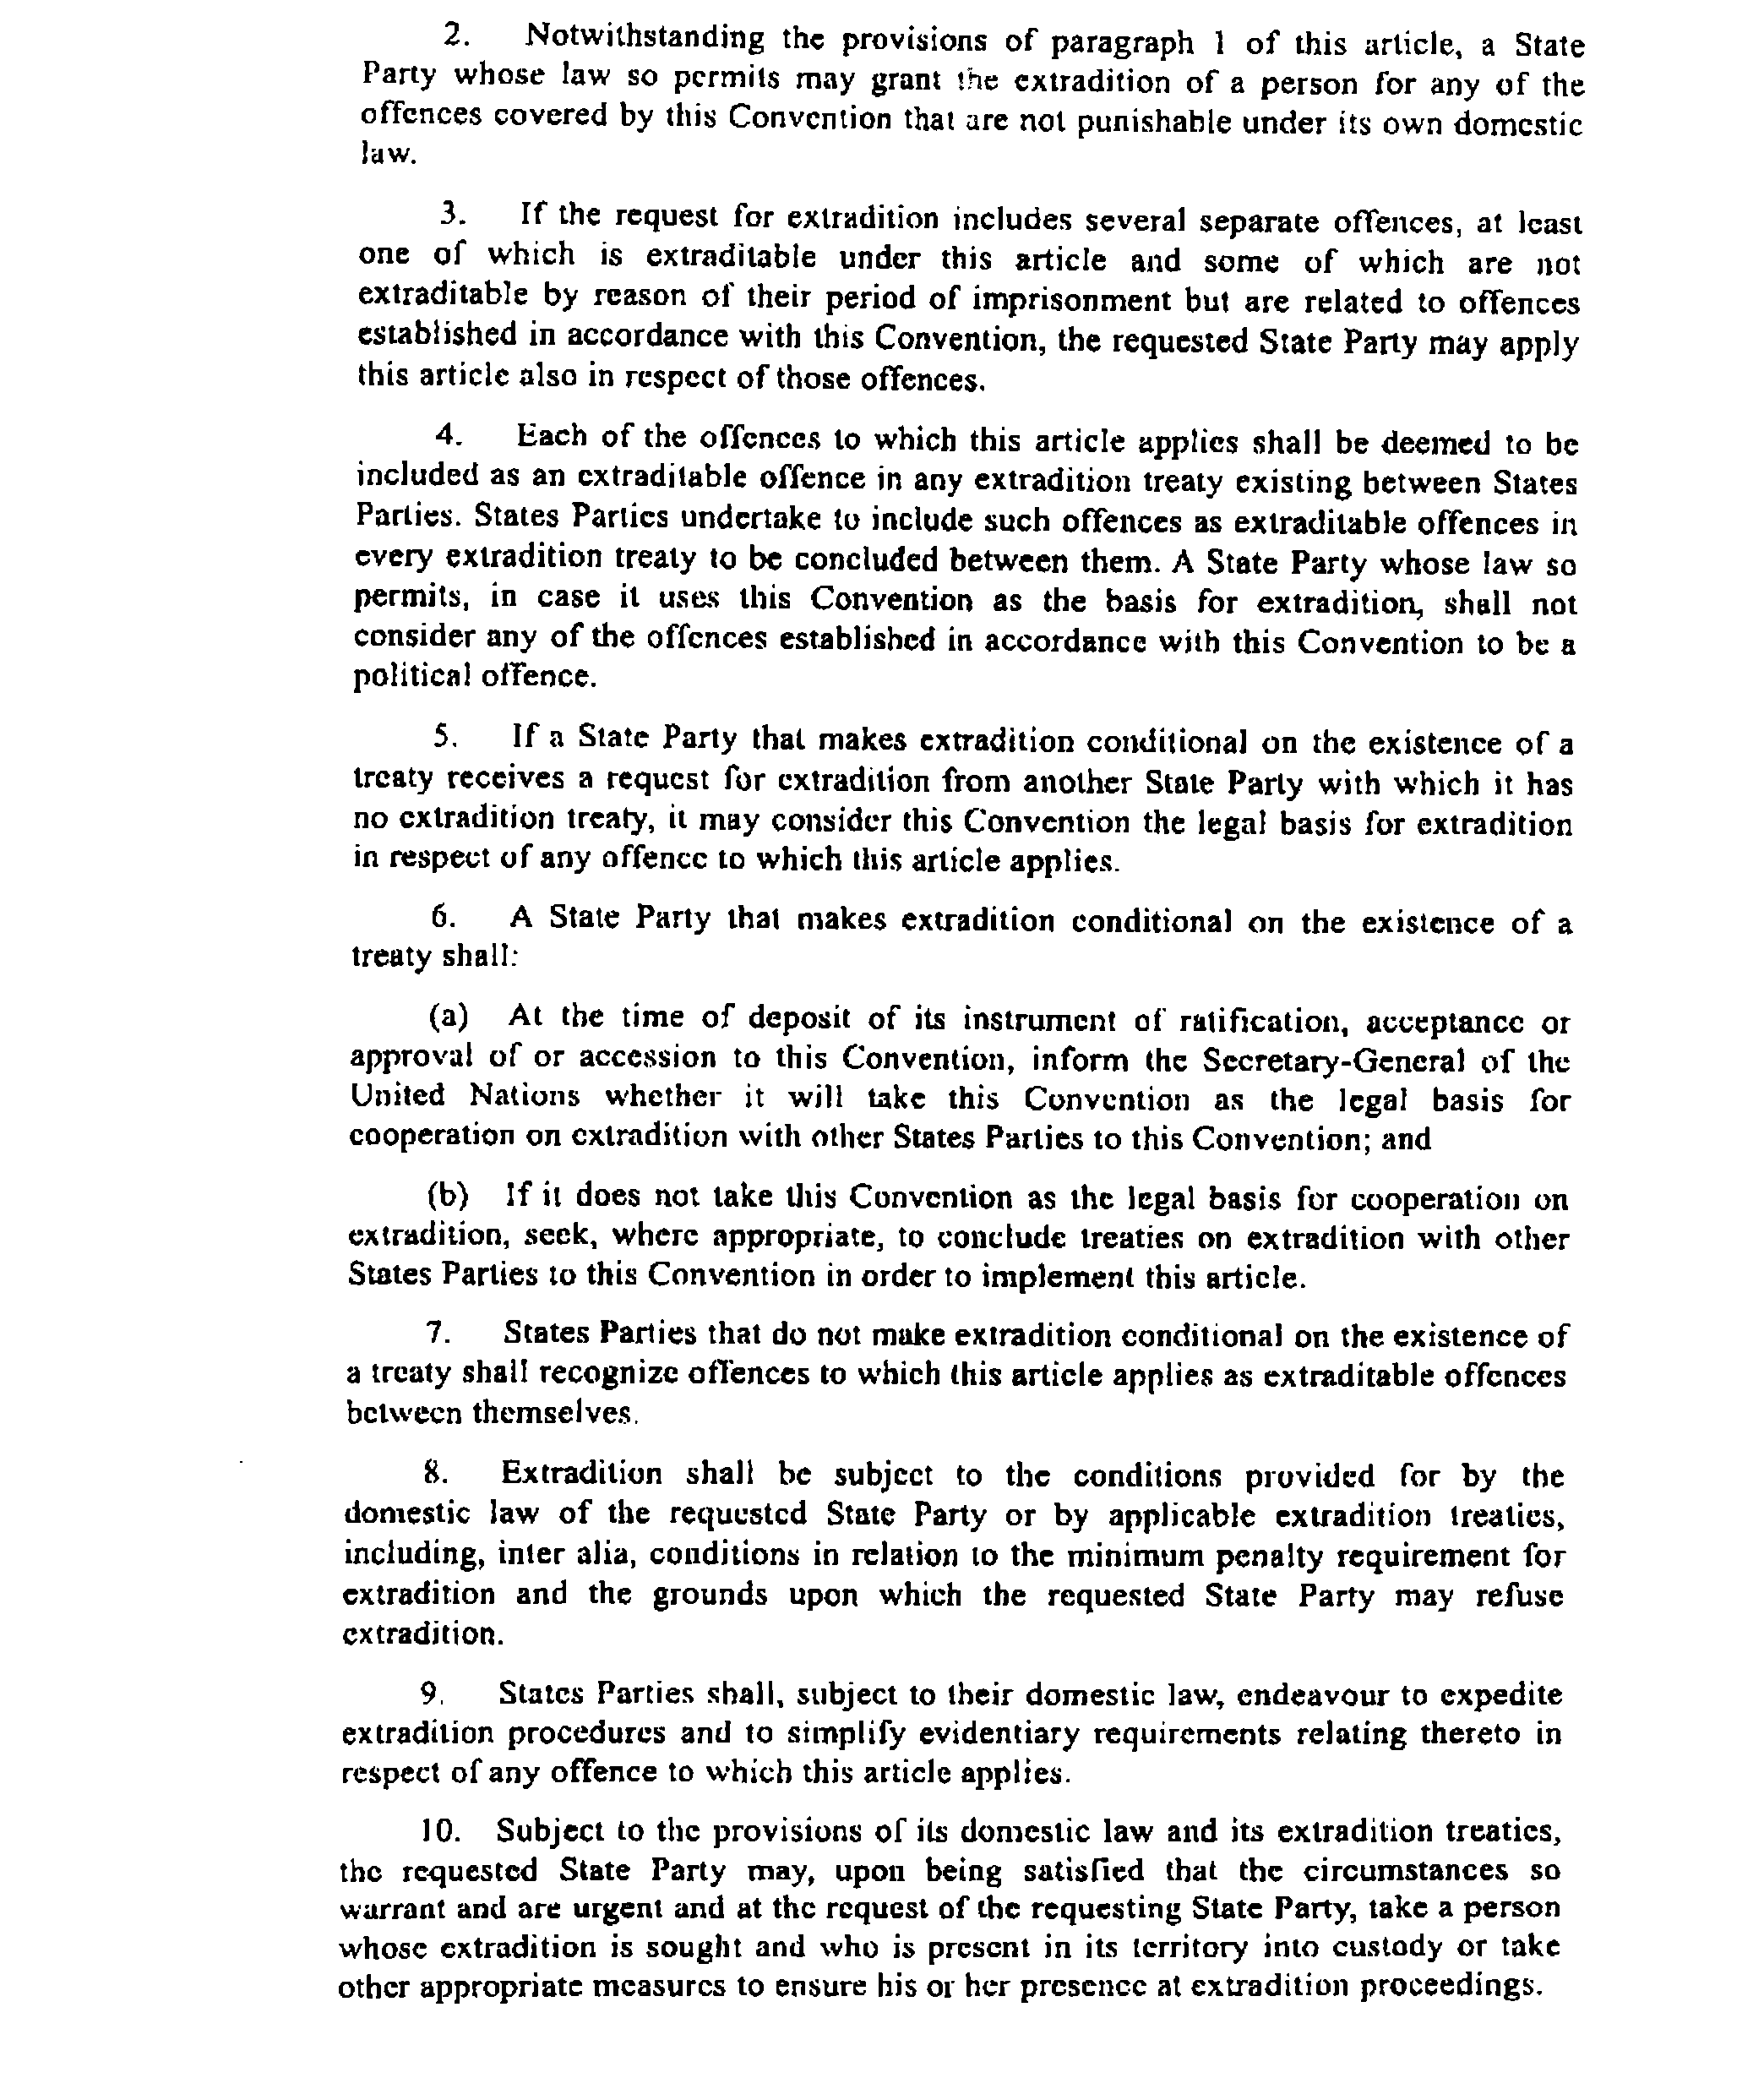 2. Notwithstanding the provisions of paragraph 1 of this article, a State
Party whose law so permits may grant the extradition of a person for any of the
offences covered by this Convention that are not punishable under its own domestic
law.
3. If the request for extradition includes several separate offences, at least
one of which is extraditable under this article and some of which are not
extraditable by reason of their period of imprisonment but are related to offences
established in accordance with this Convention, the requested State Party may apply
this article also in respect of those offences.
4. Each of the offences to which this article applies shall be deemed to be
included as an extraditable offence in any extradition treaty existing between States
Parties. States Parties undertake to include such offences as extraditable offences in
every extradition treaty to be concluded between them. A State Party whose law so
permits, in case it uses this Convention as the basis for extradition, shall not
consider any of the offences established in accordance with this Convention to be a
political offence.
5. If a State Party that makes extradition conditional on the existence of a
treaty receives a request for extradition from another State Party with which it has
no extradition treaty, it may consider this Convention the legal basis for extradition
in respect of any offence to which this article applies.
6. A State Party that makes extradition conditional on the existence of a
treaty shall:
(a) At the time of deposit of its instrument of ratification, acceptance or
approval of or accession to this Convention, inform the Secretary-General of the
United Nations whether it will take this Convention as the legal basis for
cooperation on extradition with other States Parties to this Convention; and
(b) If it does not take this Convention as the legal basis for cooperation on
extradition, seek, where appropriate, to conclude treaties on extradition with other
States Parties to this Convention in order to implement this article.
7. States Parties that do not make extradition conditional on the existence of
a treaty shall recognize offences to which this article applies as extraditable offences
between themselves.
8. Extradition shall be subject to the conditions provided for by the
domestic law of the requested State Party or by applicable extradition treaties,
including, inter alia, conditions in relation to the minimum penalty requirement for
extradition and the grounds upon which the requested State Party may refuse
extradition.
9. States Parties shall, subject to their domestic law, endeavour to expedite
extradition procedures and to simplify evidentiary requirements relating thereto in
respect of any offence to which this article applies.
10. Subject to the provisions of its domestic law and its extradition treaties,
the requested State Party may, upon being satisfied that the circumstances so
warrant and are urgent and at the request of the requesting State Party, take a person
whose extradition is sought and who is present in its territory into custody or take
other appropriate measures to ensure his or her presence at extradition proceedings.